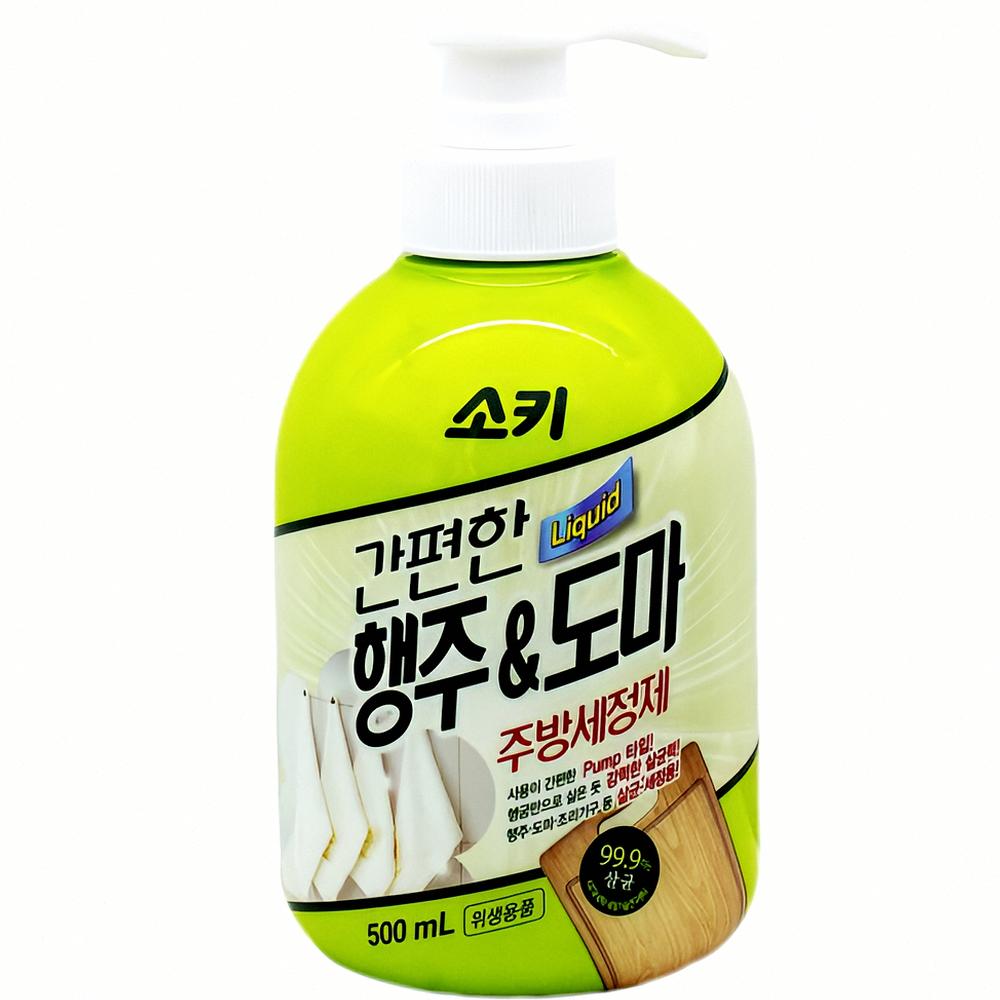 소키
간편한
Liquid
행주&도마
주방세정제
사용이 간편한 Pump 타입!
헹굼만으로 삶은 듯 강력한 살균력!
행주·도마·조리기구 등 살균·세정용!
99.9%
살균
500 mL 위생용품